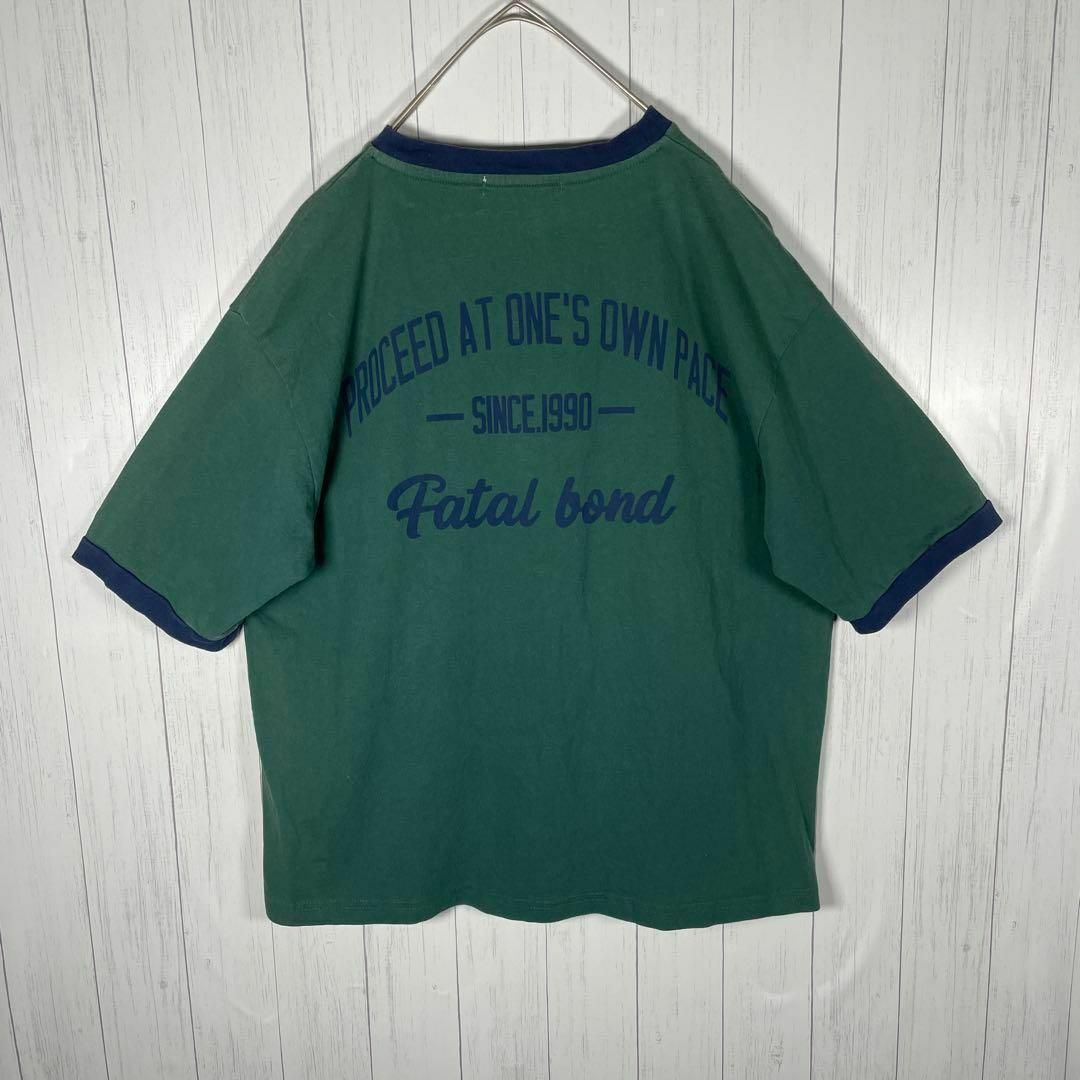 PROCEED AT ONE'S OWN PACE
— SINCE.1990 —
Fatal bond